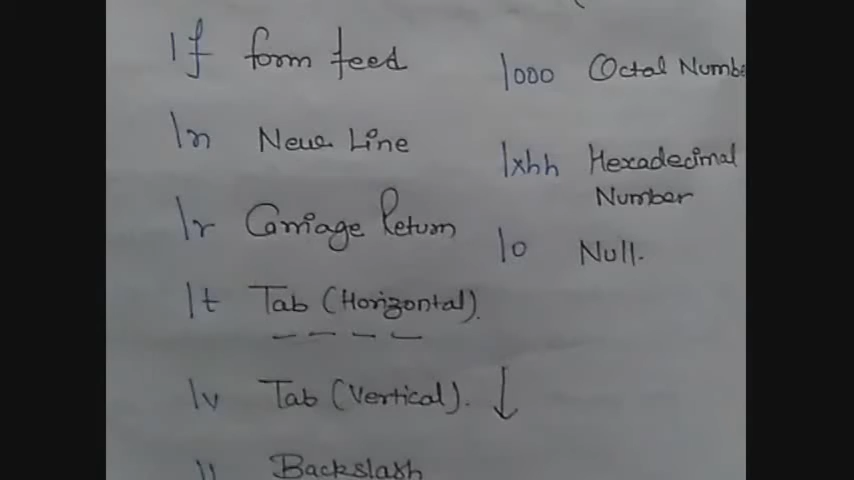 \f form feed
\n New Line
\r Carriage Return
\t Tab (Horizontal).
\v Tab (Vertical). ↓
\\ Backslash
\ooo Octal Numbe
\xhh Hexadecimal
Number
\o Null.